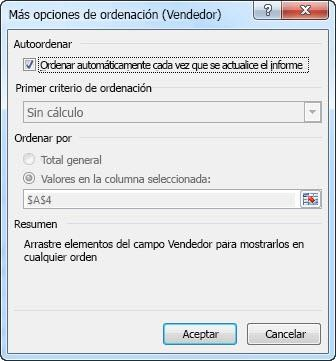 Más opciones de ordenación (Vendedor)
Autoordenar
Ordenar automáticamente cada vez que se actualice el informe
Primer criterio de ordenación
Sin cálculo
Ordenar por
Total general
Valores en la columna seleccionada:
$A$4
Resumen
Arrastre elementos del campo Vendedor para mostrarlos en
cualquier orden
Aceptar
Cancelar